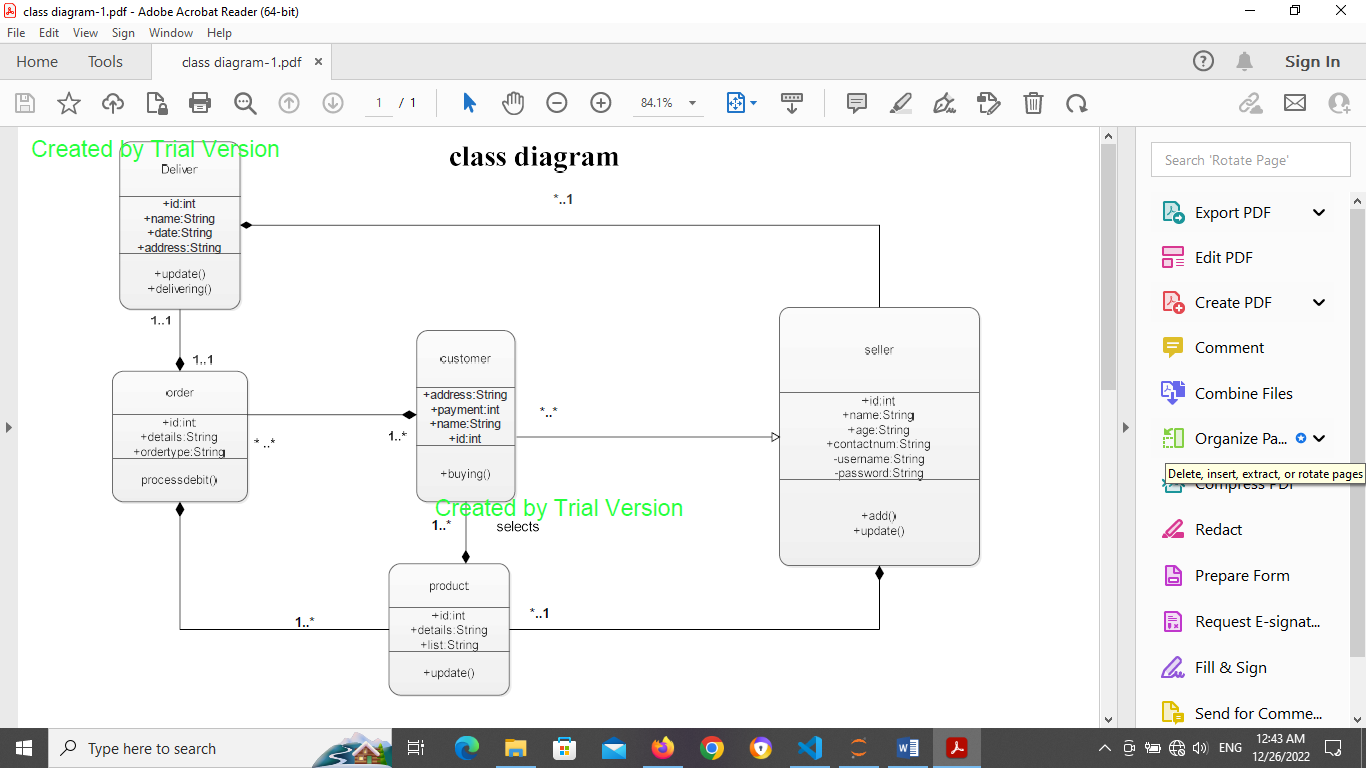 class diagram-1.pdf - Adobe Acrobat Reader (64-bit)
File Edit View Sign Window Help
Home Tools class diagram-1.pdf × Sign In
1 / 1 84.1%
Created by Trial Version
class diagram
Deliver
+id:int
+name:String
+date:String
+address:String
+update()
+delivering()
*..1
1..1
1..1
order
+id:int
+details:String
+ordertype:String
processdebit()
* ..*
1..*
customer
+address:String
+payment:int
+name:String
+id:int
+buying()
*..*
seller
+id:int
+name:String
+age:String
+contactnum:String
-username:String
-password:String
+add()
+update()
Created by Trial Version
1..*
selects
product
+id:int
+details:String
+list:String
+update()
1..*
*..1
Search 'Rotate Page'
Export PDF
Edit PDF
Create PDF
Comment
Combine Files
Organize Pa...
Delete, insert, extract, or rotate pages
Compress PDF
Redact
Prepare Form
Request E-signat...
Fill & Sign
Send for Comme...
Type here to search
ENG
12:43 AM
12/26/2022